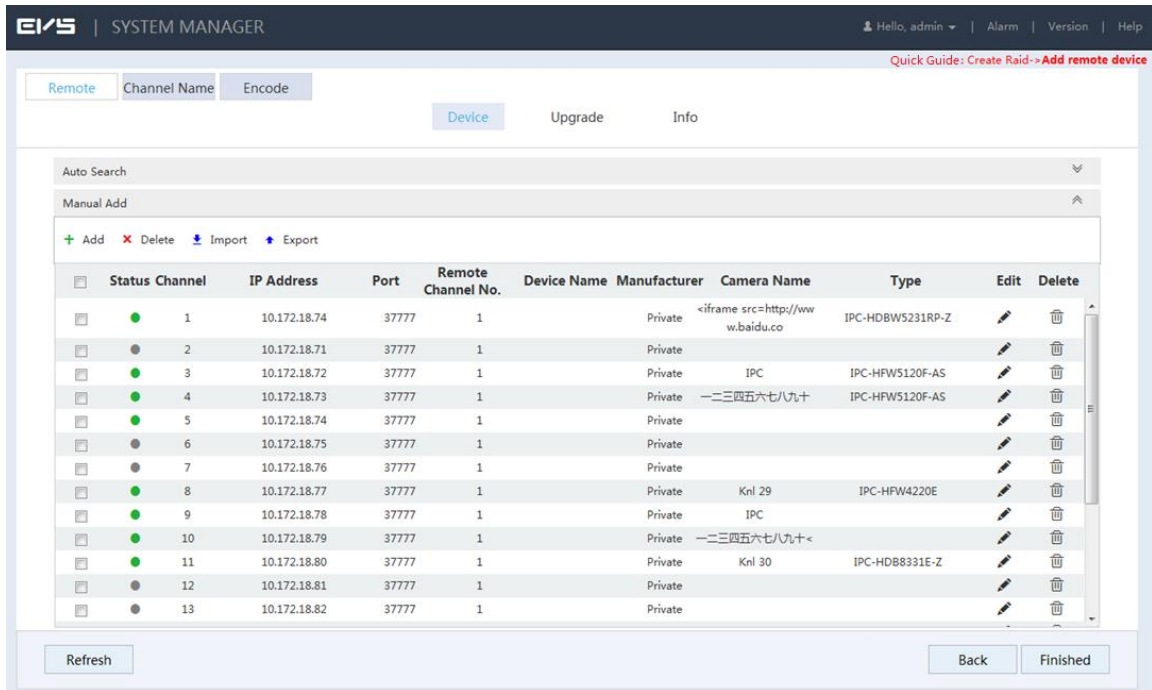 EVS | SYSTEM MANAGER Hello, admin | Alarm | Version | Help
Quick Guide: Create Raid->Add remote device
Remote Channel Name Encode
Device Upgrade Info
Auto Search
Manual Add
+ Add × Delete Import Export
Status Channel IP Address Port Remote Channel No. Device Name Manufacturer Camera Name Type Edit Delete
1 10.172.18.74 37777 1 Private <iframe src=http://ww w.baidu.co IPC-HDBW5231RP-Z
2 10.172.18.71 37777 1 Private
3 10.172.18.72 37777 1 Private IPC IPC-HFW5120F-AS
4 10.172.18.73 37777 1 Private 一二三四五六七八九十 IPC-HFW5120F-AS
5 10.172.18.74 37777 1 Private
6 10.172.18.75 37777 1 Private
7 10.172.18.76 37777 1 Private
8 10.172.18.77 37777 1 Private Knl 29 IPC-HFW4220E
9 10.172.18.78 37777 1 Private IPC
10 10.172.18.79 37777 1 Private 一二三四五六七八九十<
11 10.172.18.80 37777 1 Private Knl 30 IPC-HDB8331E-Z
12 10.172.18.81 37777 1 Private
13 10.172.18.82 37777 1 Private
Refresh Back Finished